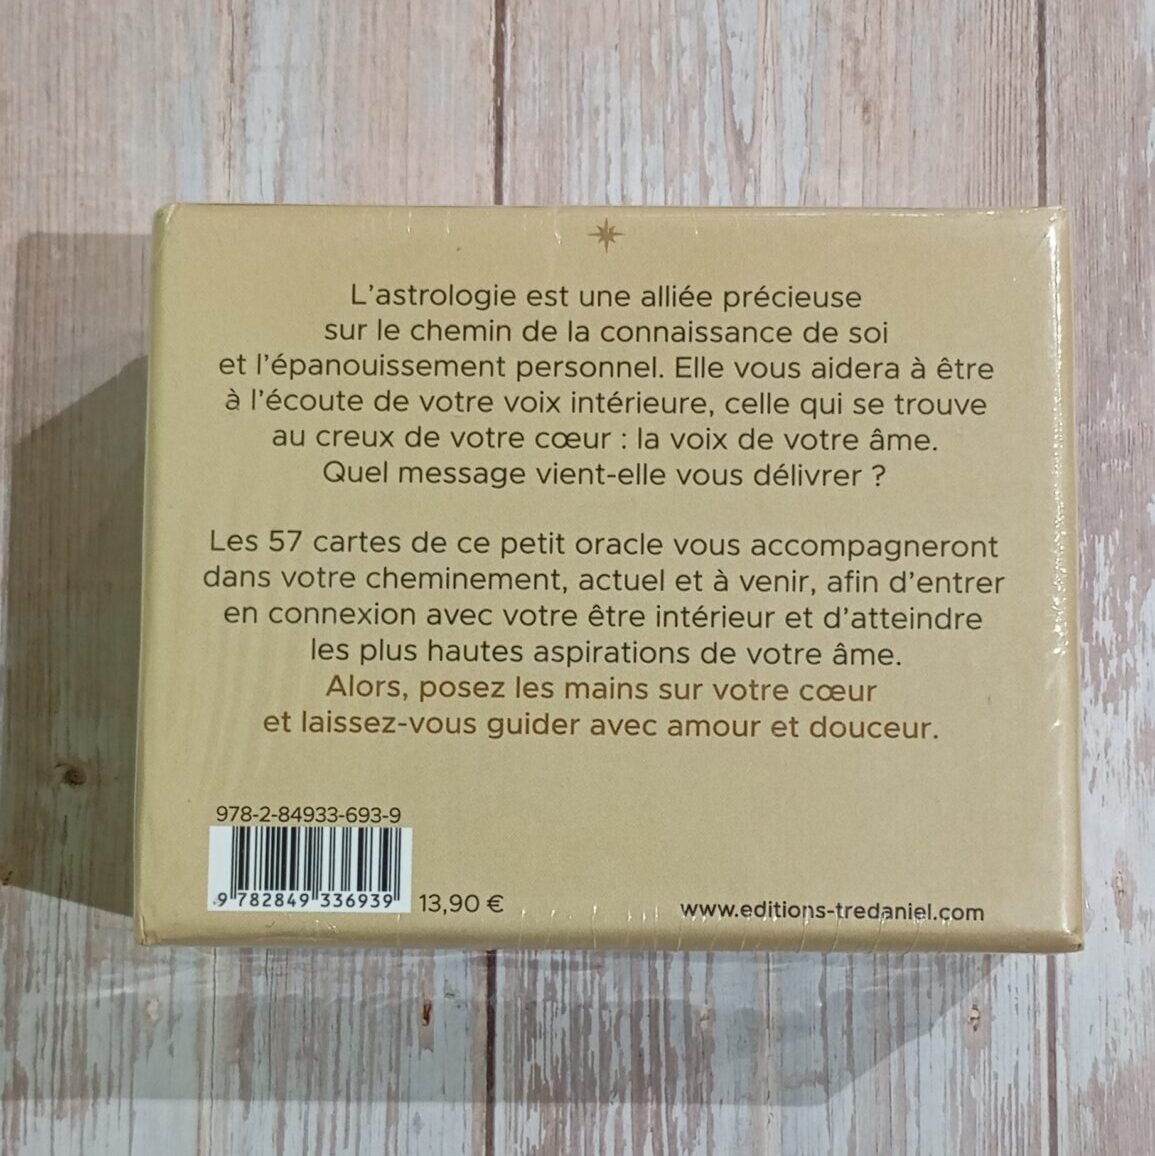 L'astrologie est une alliée précieuse
sur le chemin de la connaissance de soi
et l'épanouissement personnel. Elle vous aidera à être
à l'écoute de votre voix intérieure, celle qui se trouve
au creux de votre cœur : la voix de votre âme.
Quel message vient-elle vous délivrer ?
Les 57 cartes de ce petit oracle vous accompagneront
dans votre cheminement, actuel et à venir, afin d'entrer
en connexion avec votre être intérieur et d'atteindre
les plus hautes aspirations de votre âme.
Alors, posez les mains sur votre cœur
et laissez-vous guider avec amour et douceur.
978-2-84933-693-9
9 782849 336939
13,90 €
www.editions-tredaniel.com